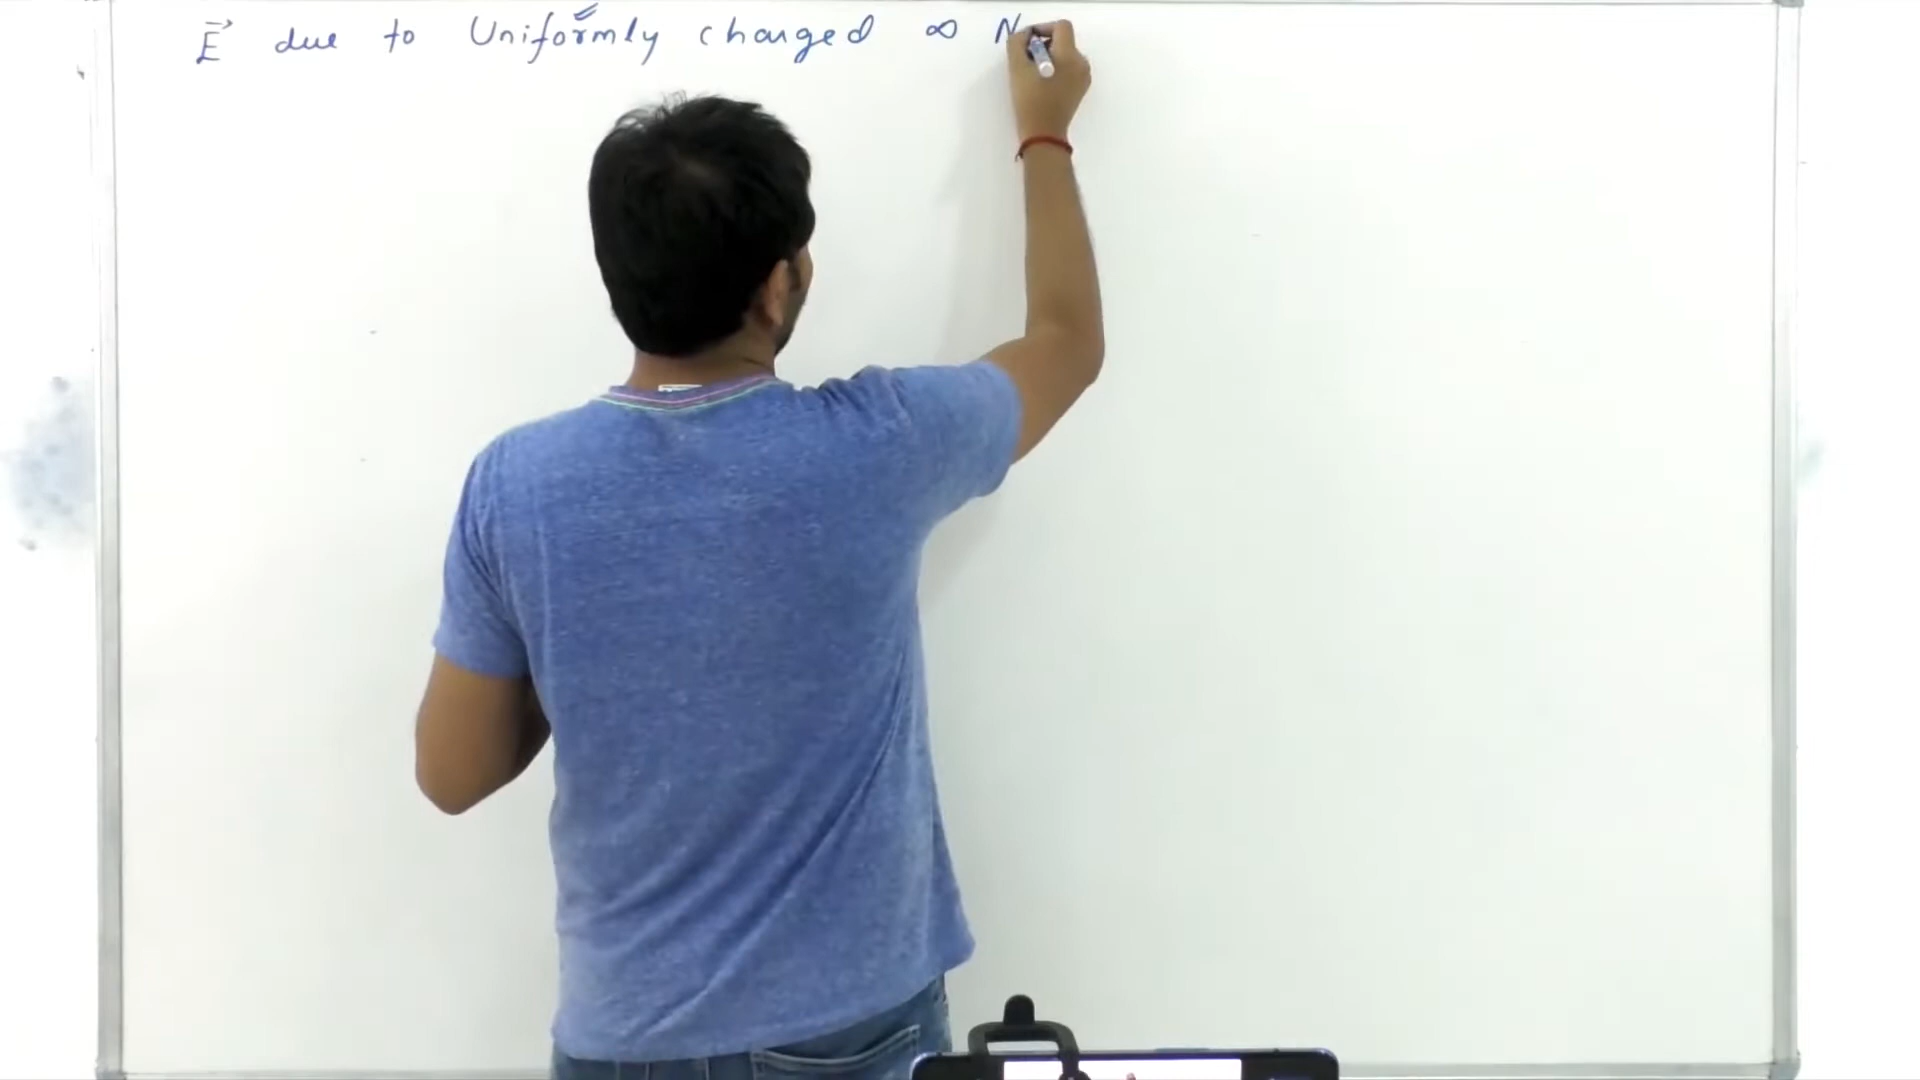 E⃗ due to Uniformly charged ∞ N